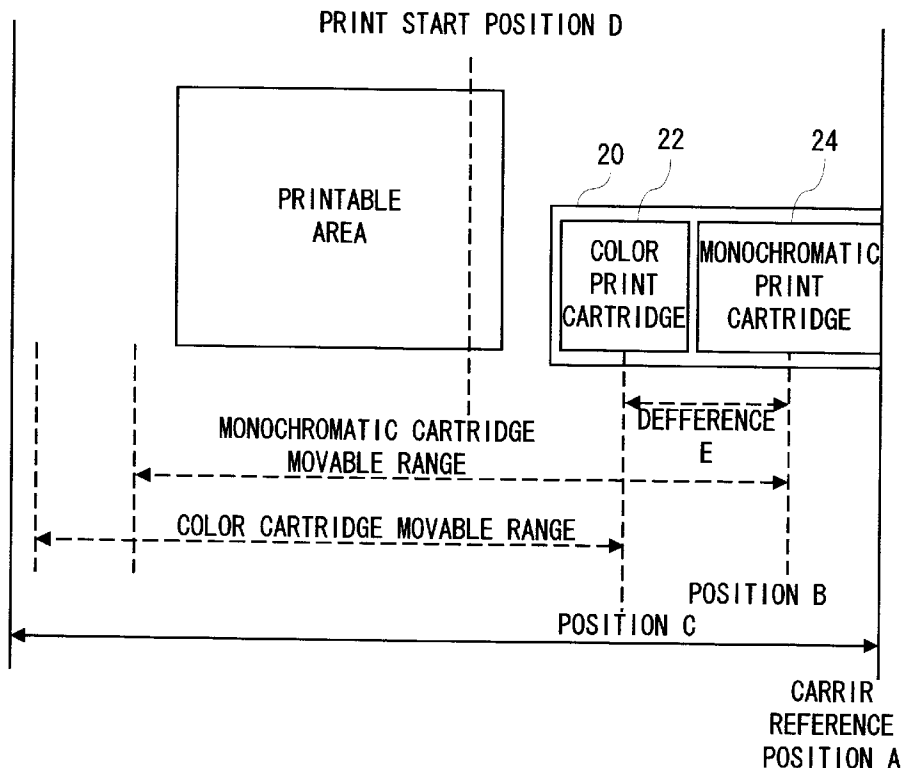 PRINT START POSITION D
PRINTABLE
AREA
20
22
24
COLOR
PRINT
CARTRIDGE
MONOCHROMATIC
PRINT
CARTRIDGE
DEFFERENCE
E
MONOCHROMATIC CARTRIDGE
MOVABLE RANGE
COLOR CARTRIDGE MOVABLE RANGE
POSITION B
POSITION C
CARRIR
REFERENCE
POSITION A